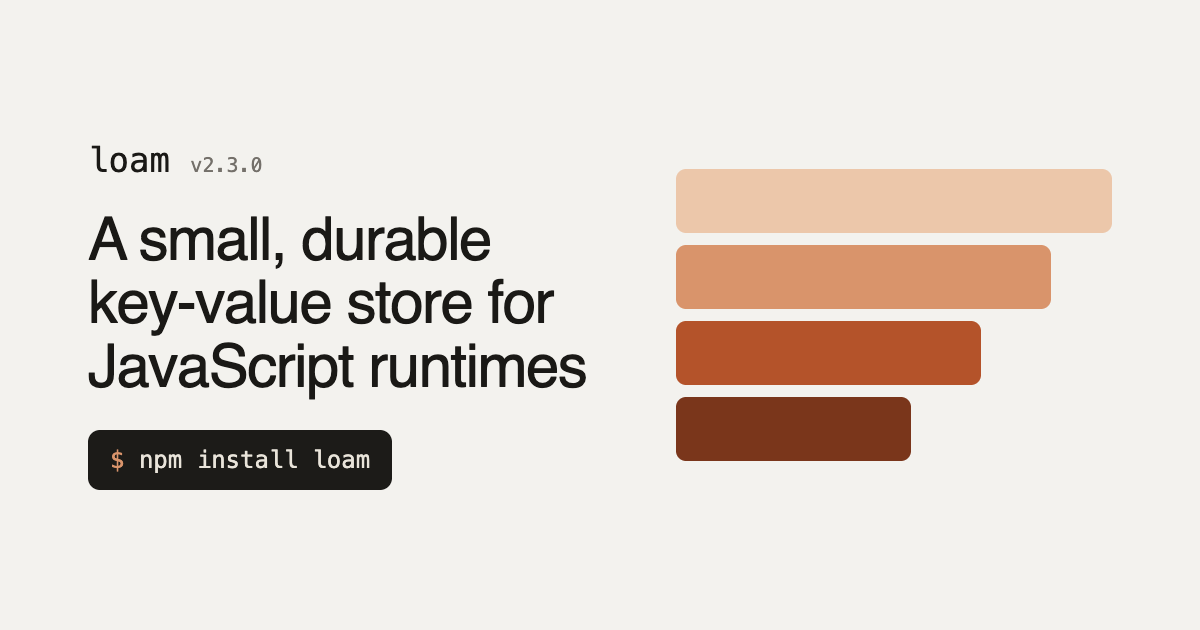 loam v2.3.0
A small, durable
key-value store for
JavaScript runtimes
$ npm install loam